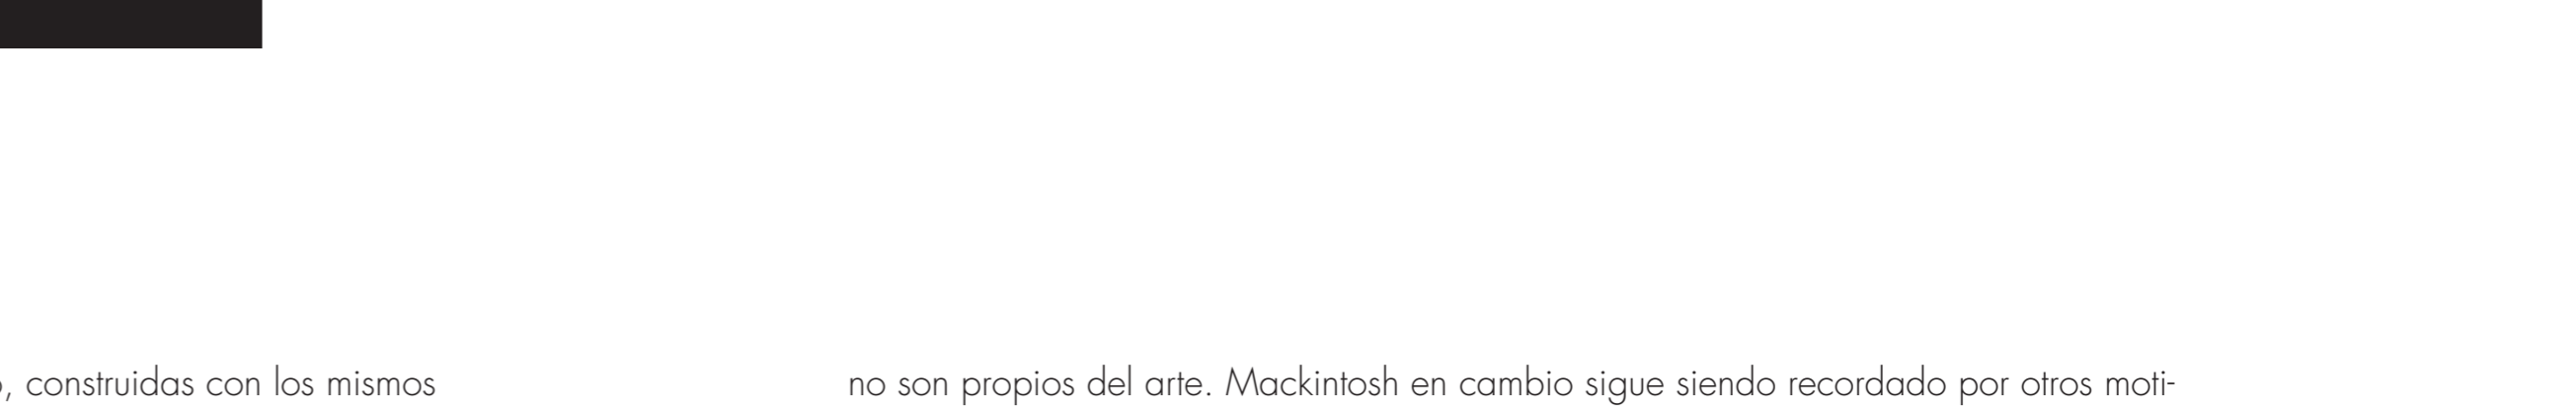 , construidas con los mismos
no son propios del arte. Mackintosh en cambio sigue siendo recordado por otros moti-